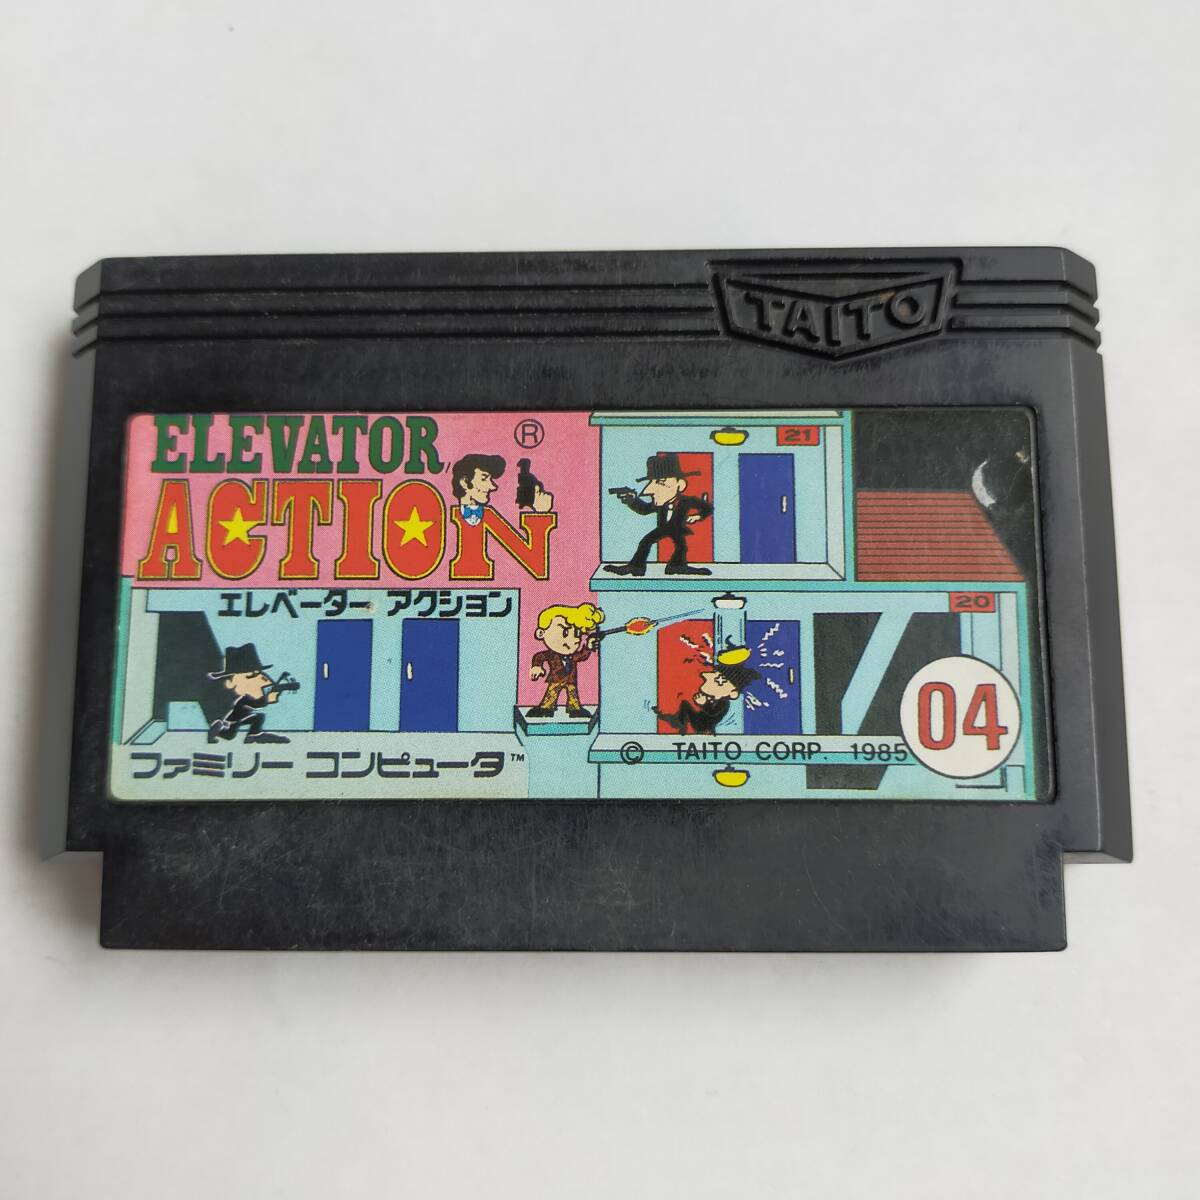 TAITO
ELEVATOR
®
ACTION
エレベーター アクション
21
20
04
© TAITO CORP. 1985
ファミリー コンピュータ™